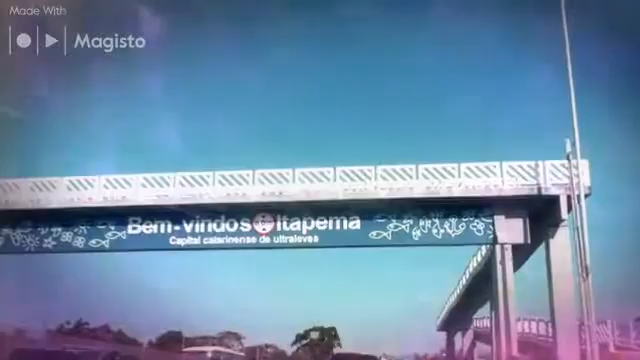 Made With
Magisto
Bem-vindos Itapema
Capital catarinense de ultraleves